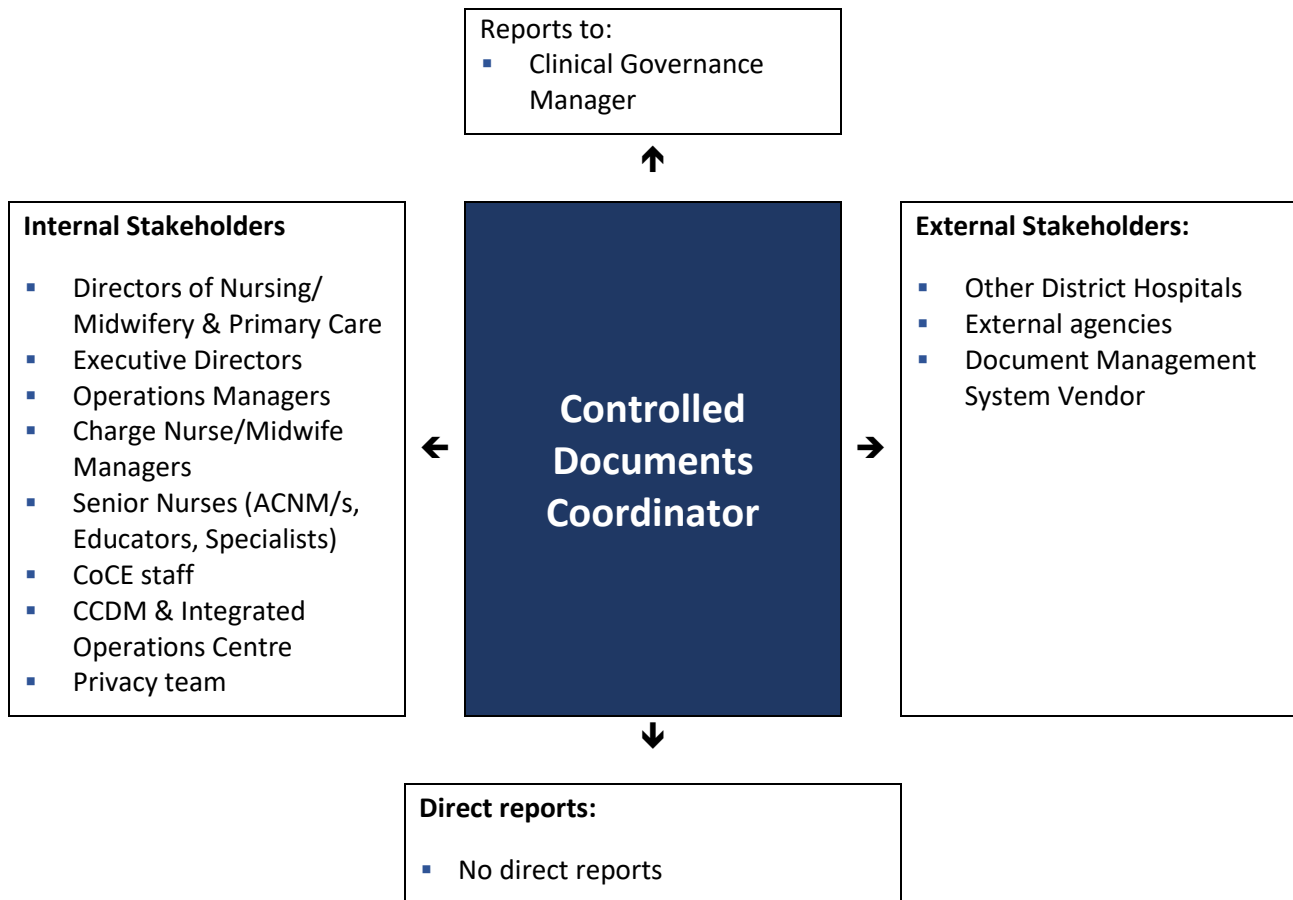 Reports to:
▪ Clinical Governance
Manager
Internal Stakeholders
▪ Directors of Nursing/
Midwifery & Primary Care
▪ Executive Directors
▪ Operations Managers
▪ Charge Nurse/Midwife
Managers
▪ Senior Nurses (ACNM/s,
Educators, Specialists)
▪ CoCE staff
▪ CCDM & Integrated
Operations Centre
▪ Privacy team
Controlled
Documents
Coordinator
External Stakeholders:
▪ Other District Hospitals
▪ External agencies
▪ Document Management
System Vendor
Direct reports:
▪ No direct reports